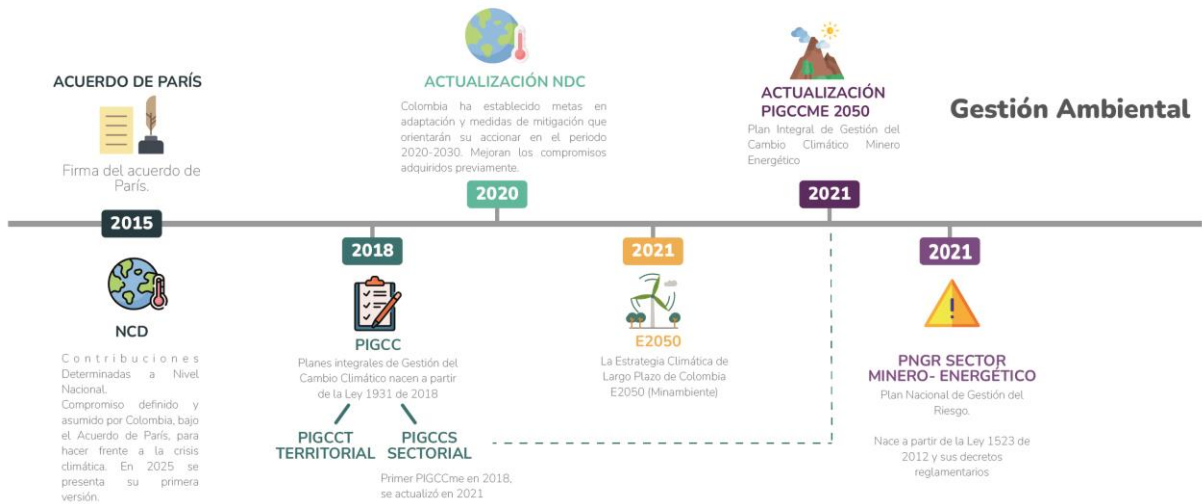 Gestión Ambiental
ACUERDO DE PARÍS
Firma del acuerdo de
París.
2015
NCD
Contribuciones
Determinadas a Nivel
Nacional.
Compromiso definido y
asumido por Colombia, bajo
el Acuerdo de París, para
hacer frente a la crisis
climática. En 2025 se
presenta su primera
versión.
2018
PIGCC
Planes integrales de Gestión del
Cambio Climático nacen a partir
de la Ley 1931 de 2018
PIGCCT
TERRITORIAL
PIGCCS
SECTORIAL
Primer PIGCCme en 2018,
se actualizó en 2021
ACTUALIZACIÓN NDC
Colombia ha establecido metas en
adaptación y medidas de mitigación que
orientarán su accionar en el periodo
2020-2030. Mejoran los compromisos
adquiridos previamente.
2020
2021
E2050
La Estrategia Climática de
Largo Plazo de Colombia
E2050 (Minambiente)
ACTUALIZACIÓN
PIGCCME 2050
Plan Integral de Gestión del
Cambio Climático Minero
Energético
2021
2021
PNGR SECTOR
MINERO- ENERGÉTICO
Plan Nacional de Gestión del
Riesgo.
Nace a partir de la Ley 1523 de
2012 y sus decretos
reglamentarios